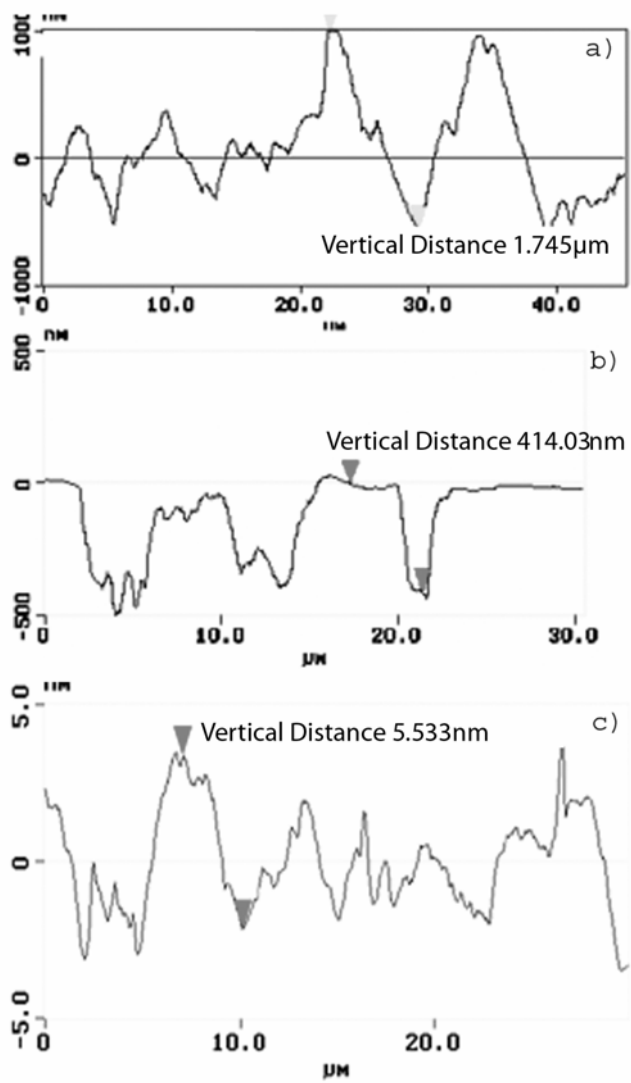 1000
a)
0
Vertical Distance 1.745µm
-1000
0 10.0 20.0 30.0 40.0
nM
500
b)
Vertical Distance 414.03nm
0
-500
0 10.0 20.0 30.0
µM
5.0
c)
Vertical Distance 5.533nm
0
-5.0
0 10.0 20.0
µM